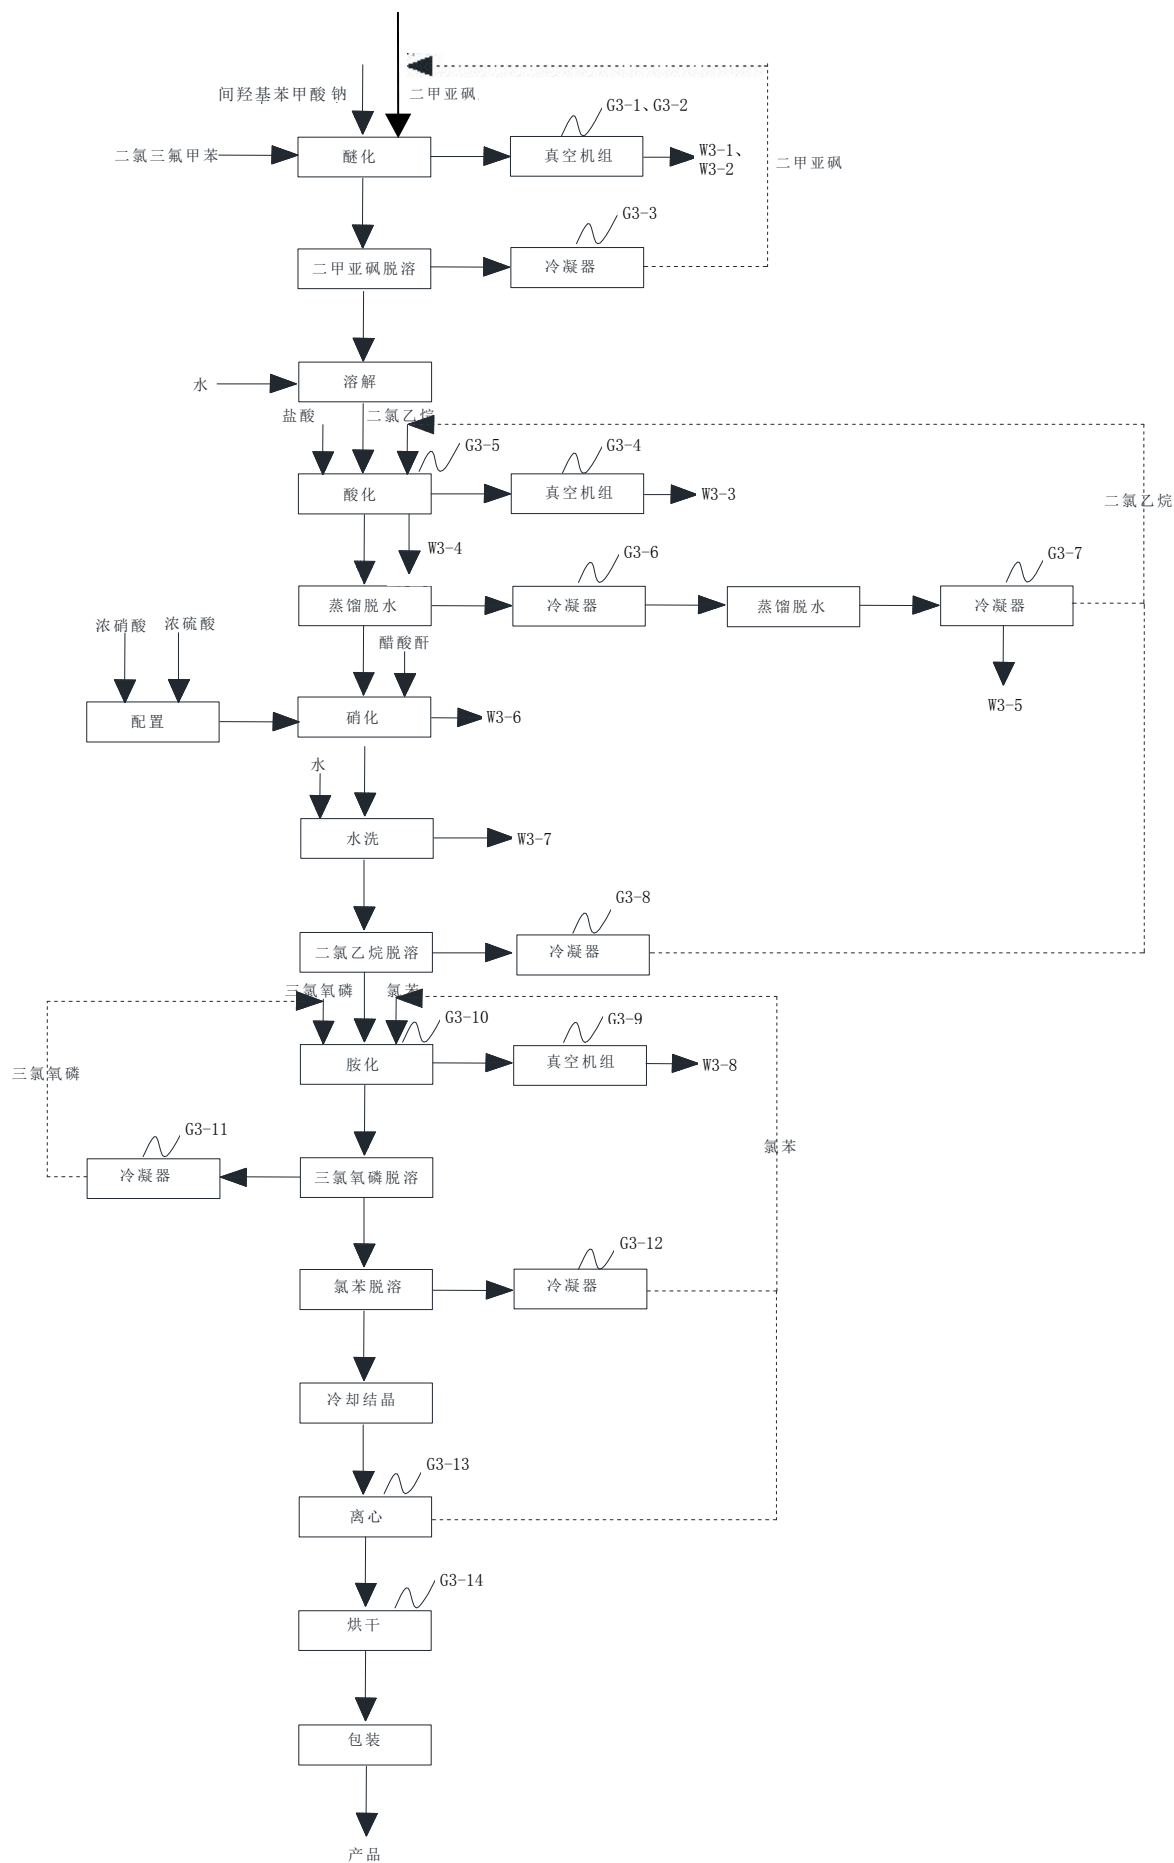 间羟基苯甲酸钠
二甲亚砜
G3-1、G3-2
二氯三氟甲苯
醚化
真空机组
W3-1、
W3-2
二甲亚砜
G3-3
二甲亚砜脱溶
冷凝器
水
溶解
盐酸
二氯乙烷
G3-5
G3-4
酸化
真空机组
W3-3
二氯乙烷
W3-4
G3-6
G3-7
蒸馏脱水
冷凝器
蒸馏脱水
冷凝器
浓硝酸
浓硫酸
醋酸酐
W3-5
配置
硝化
W3-6
水
水洗
W3-7
G3-8
二氯乙烷脱溶
冷凝器
三氯氧磷
氯苯
G3-10
G3-9
胺化
真空机组
W3-8
三氯氧磷
G3-11
氯苯
冷凝器
三氯氧磷脱溶
G3-12
氯苯脱溶
冷凝器
冷却结晶
G3-13
离心
G3-14
烘干
包装
产品